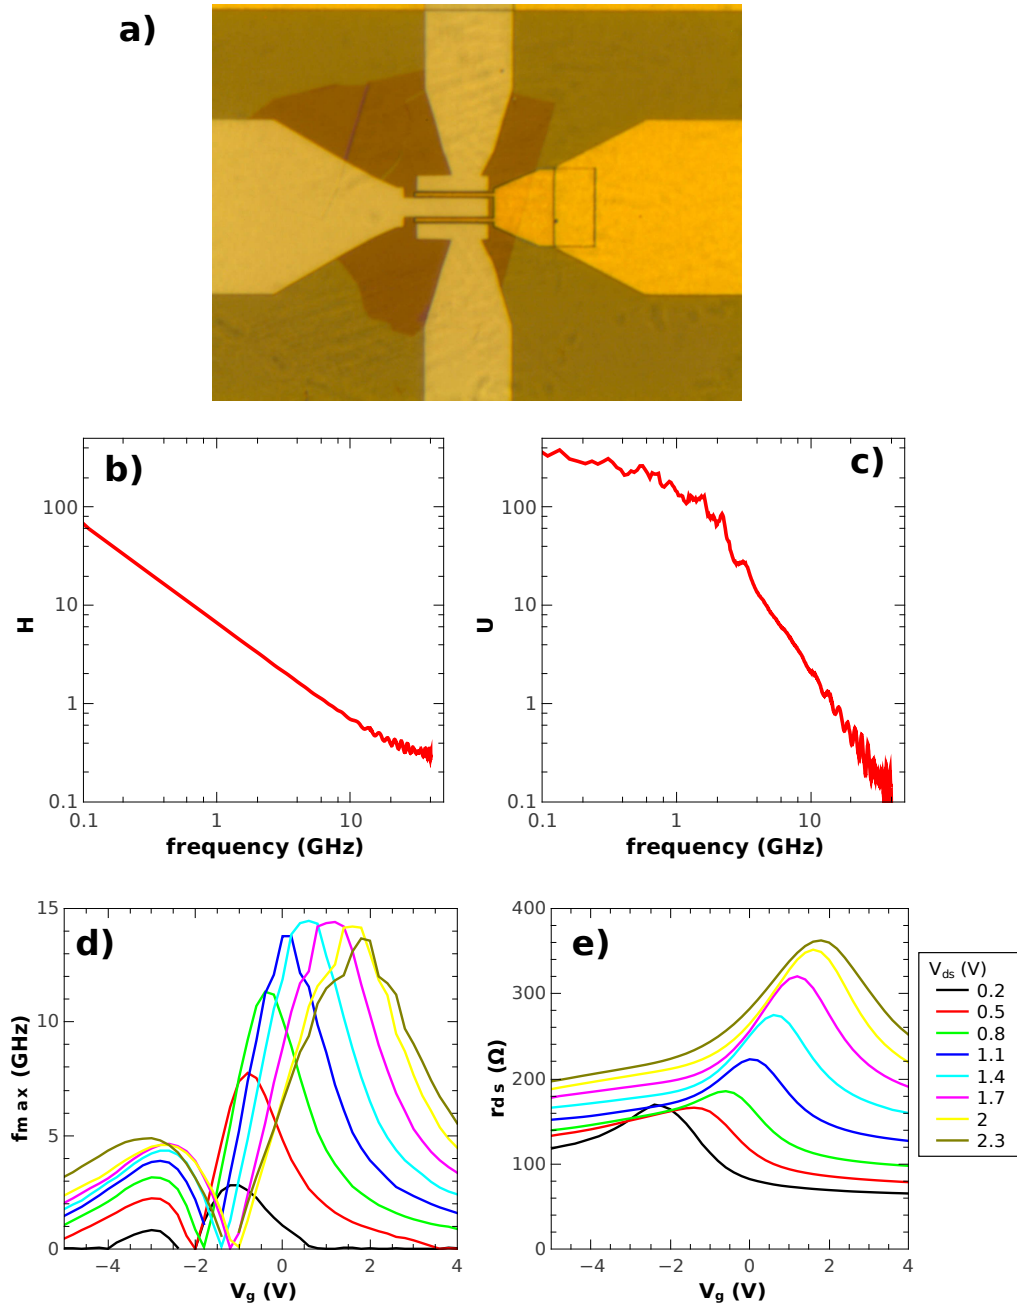 a)
b)
100
10
1
0.1
H
0.1 1 10
frequency (GHz)
c)
100
10
1
0.1
U
0.1 1 10
frequency (GHz)
d)
15
10
5
0
fmax (GHz)
−4 −2 0 2 4
Vg (V)
e)
400
300
200
100
0
rds (Ω)
−4 −2 0 2 4
Vg (V)
Vds (V)
0.2
0.5
0.8
1.1
1.4
1.7
2
2.3